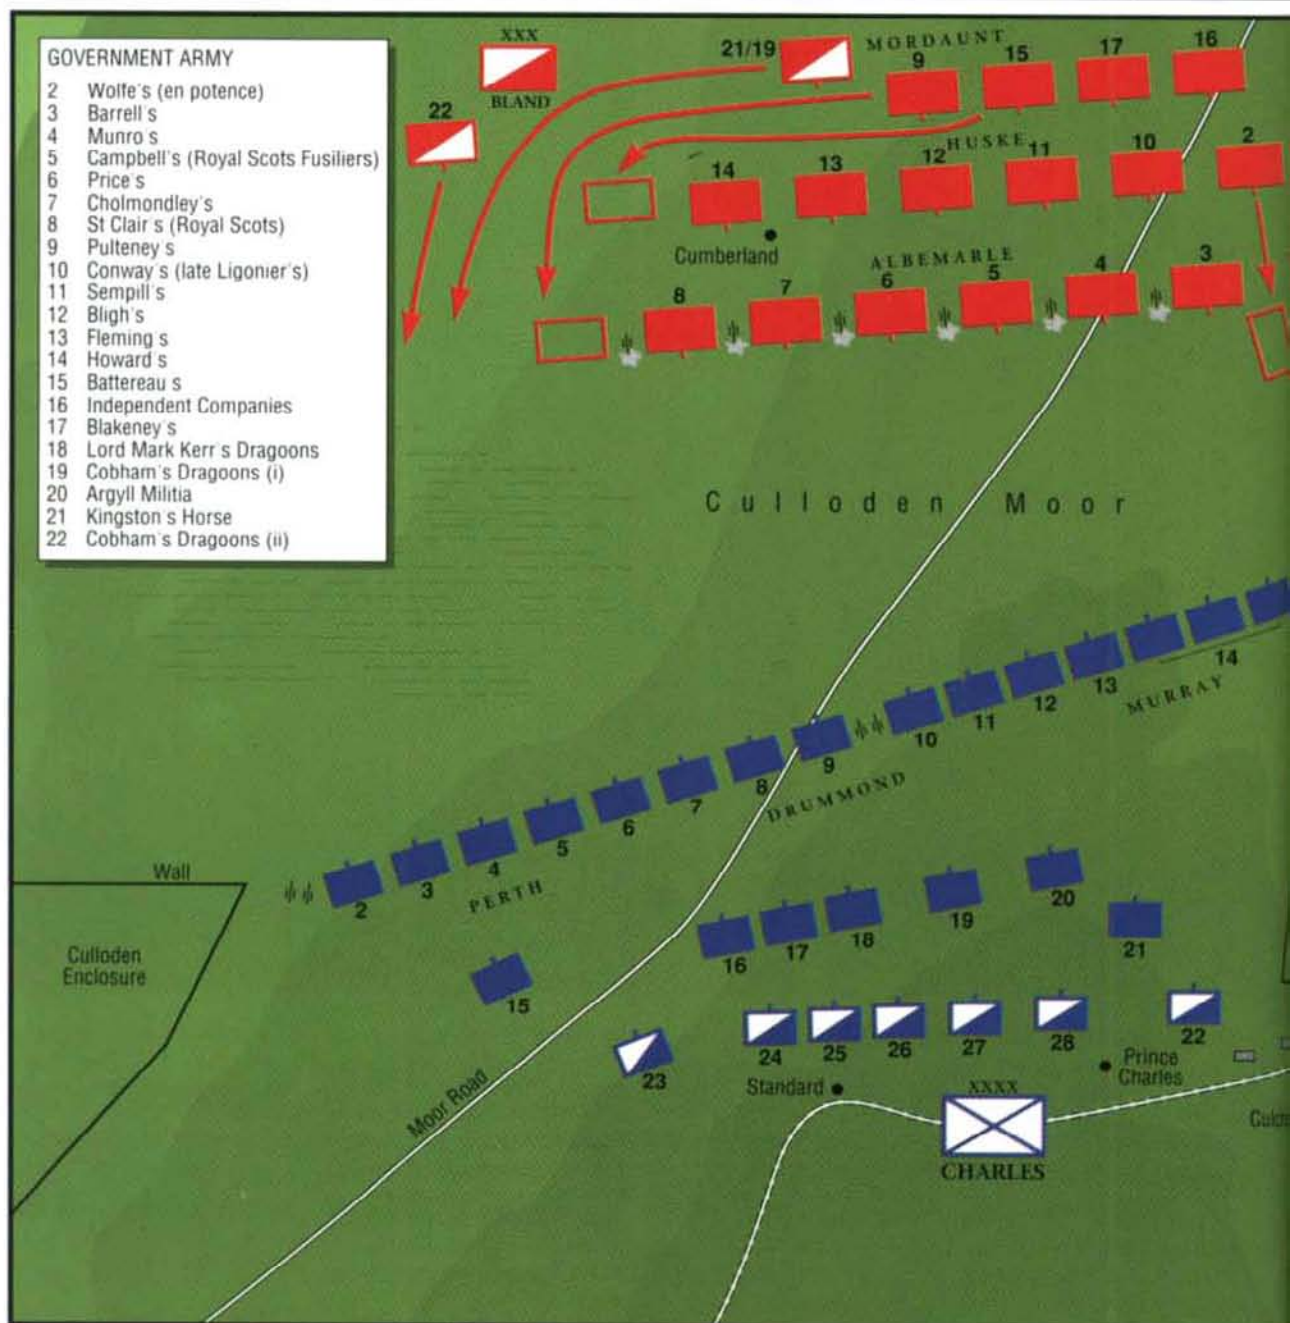 GOVERNMENT ARMY
2 Wolfe's (en potence)
3 Barrell's
4 Munro's
5 Campbell's (Royal Scots Fusiliers)
6 Price's
7 Cholmondley's
8 St Clair's (Royal Scots)
9 Pulteney's
10 Conway's (late Ligonier's)
11 Sempill's
12 Bligh's
13 Fleming's
14 Howard's
15 Battereau's
16 Independent Companies
17 Blakeney's
18 Lord Mark Kerr's Dragoons
19 Cobham's Dragoons (i)
20 Argyll Militia
21 Kingston's Horse
22 Cobham's Dragoons (ii)
XXX
BLAND
22
21/19
MORDAUNT
9 15 17 16
HUSKE
14 13 12 11 10 2
Cumberland
ALBEMARLE
8 7 6 5 4 3
Culloden Moor
14
13
12
11
10
MURRAY
9
8
7
6
5
4
3
2
DRUMMOND
PERTH
Wall
Culloden
Enclosure
15
16 17 18 19 20 21
22
23
24 25 26 27 28
Moor Road
Standard
Prince
Charles
XXXX
CHARLES